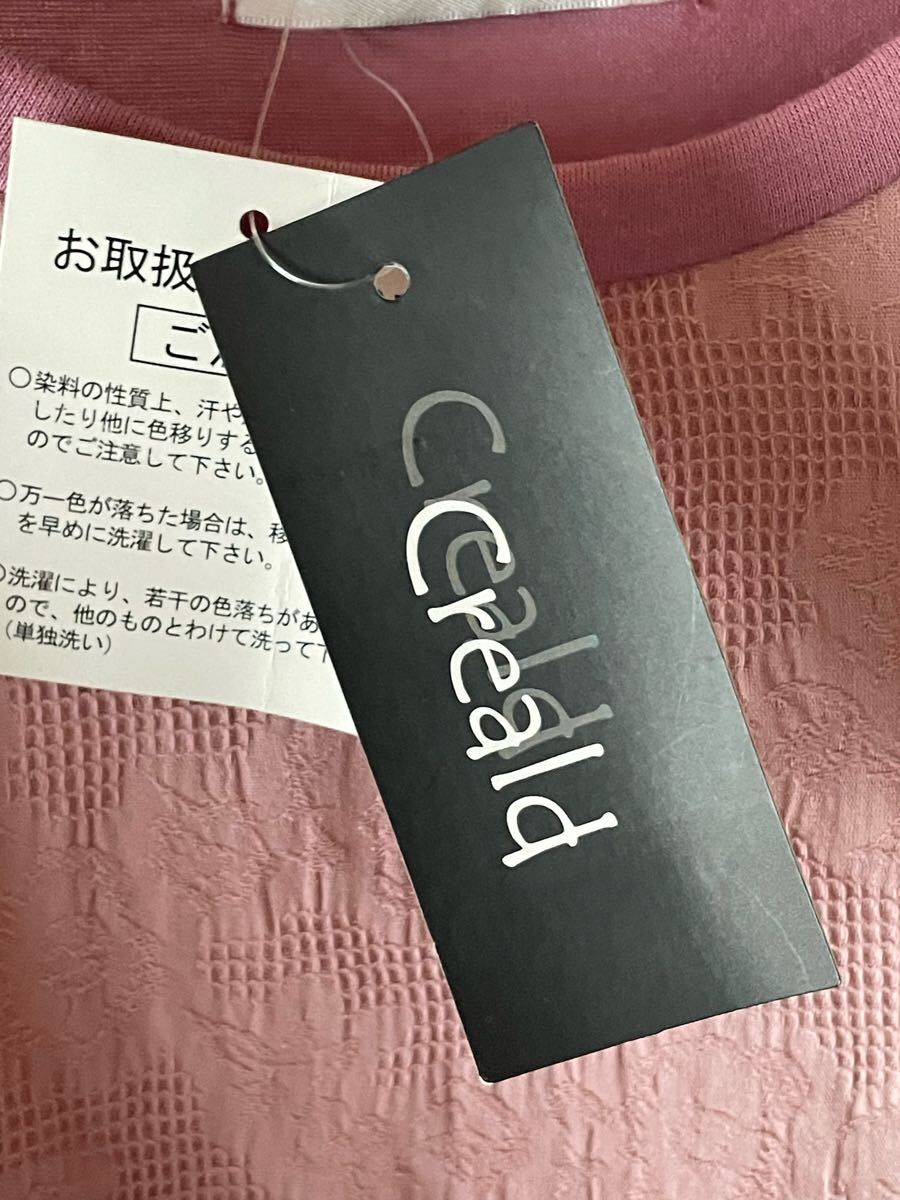 お取扱
ご
○染料の性質上、汗や
したり他に色移りする
のでご注意して下さい。
○万一色が落ちた場合は、移
を早めに洗濯して下さい。
○洗濯により、若干の色落ちがあ
ので、他のものとわけて洗って下
(単独洗い)
Creald
Creald